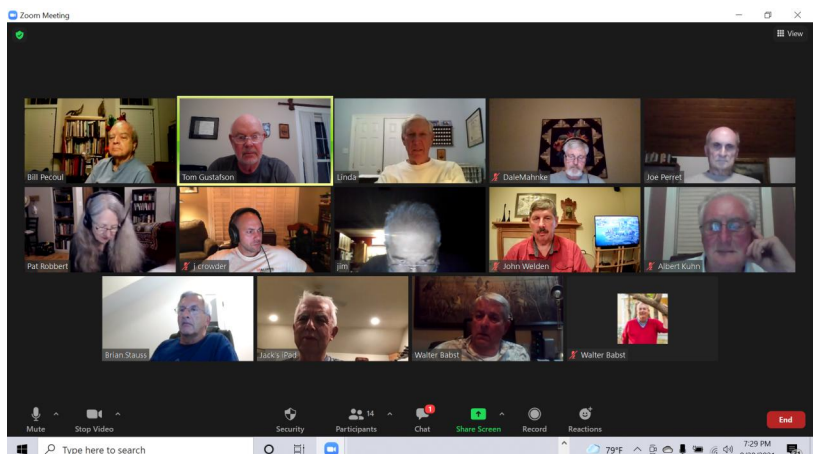 Zoom Meeting
View
Bill Pecoul
Tom Gustafson
Linda
DaleMahnke
Joe Perret
Pat Robbert
j crowder
jim
John Weiden
Albert Kuhn
Brian Stauss
Jack's iPad
Walter Babst
Walter Babst
14
1
Mute
Stop Video
Security
Participants
Chat
Share Screen
Record
Reactions
End
Type here to search
79°F
7:29 PM